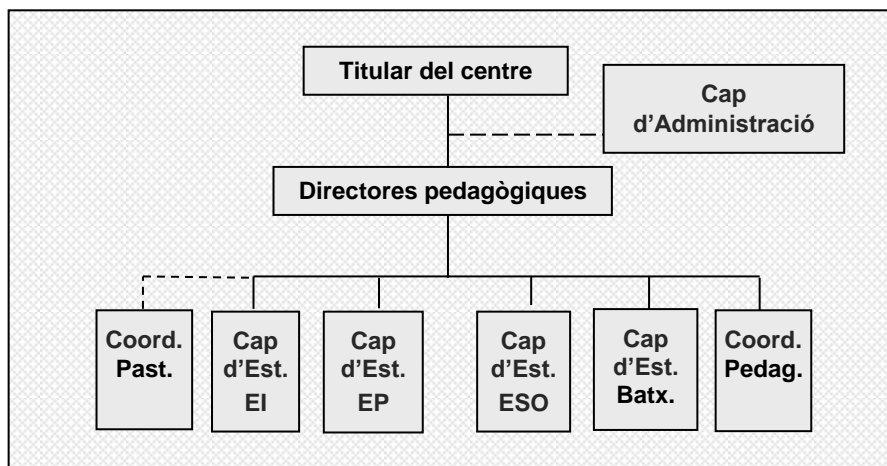 Titular del centre
Cap
d’Administració
Directores pedagògiques
Coord.
Past.
Cap
d’Est.
EI
Cap
d’Est.
EP
Cap
d’Est.
ESO
Cap
d’Est.
Batx.
Coord.
Pedag.